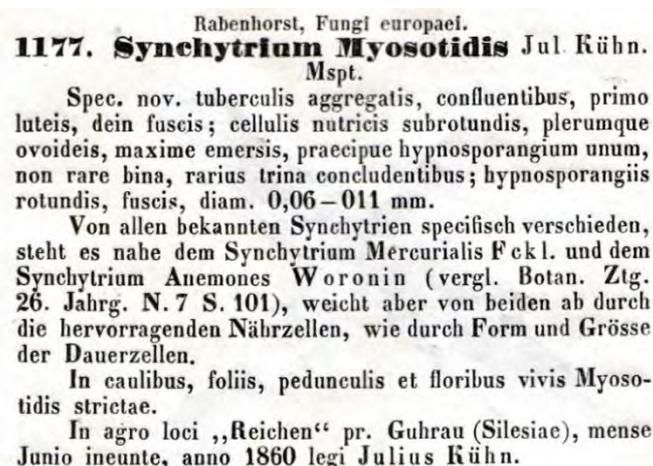 Rabenhorst, Fungi europaei.
1177. Synchytrium Myosotidis Jul. Kühn.
Mspt.
Spec. nov. tuberculis aggregatis, confluentibus, primo
luteis, dein fuscis; cellulis nutricis subrotundis, plerumque
ovoideis, maxime emersis, praecipue hypnosporangium unum,
non rare bina, rarius trina concludentibus; hypnosporangiis
rotundis, fuscis, diam. 0,06–011 mm.
Von allen bekannten Synchytrien specifisch verschieden,
steht es nahe dem Synchytrium Mercurialis Fckl. und dem
Synchytrium Anemones Woronin (vergl. Botan. Ztg.
26. Jahrg. N. 7 S. 101), weicht aber von beiden ab durch
die hervorragenden Nährzellen, wie durch Form und Grösse
der Dauerzellen.
In caulibus, foliis, pedunculis et floribus vivis Myoso-
tidis strictae.
In agro loci „Reichen“ pr. Guhrau (Silesiae), mense
Junio ineunte, anno 1860 legi Julius Kühn.